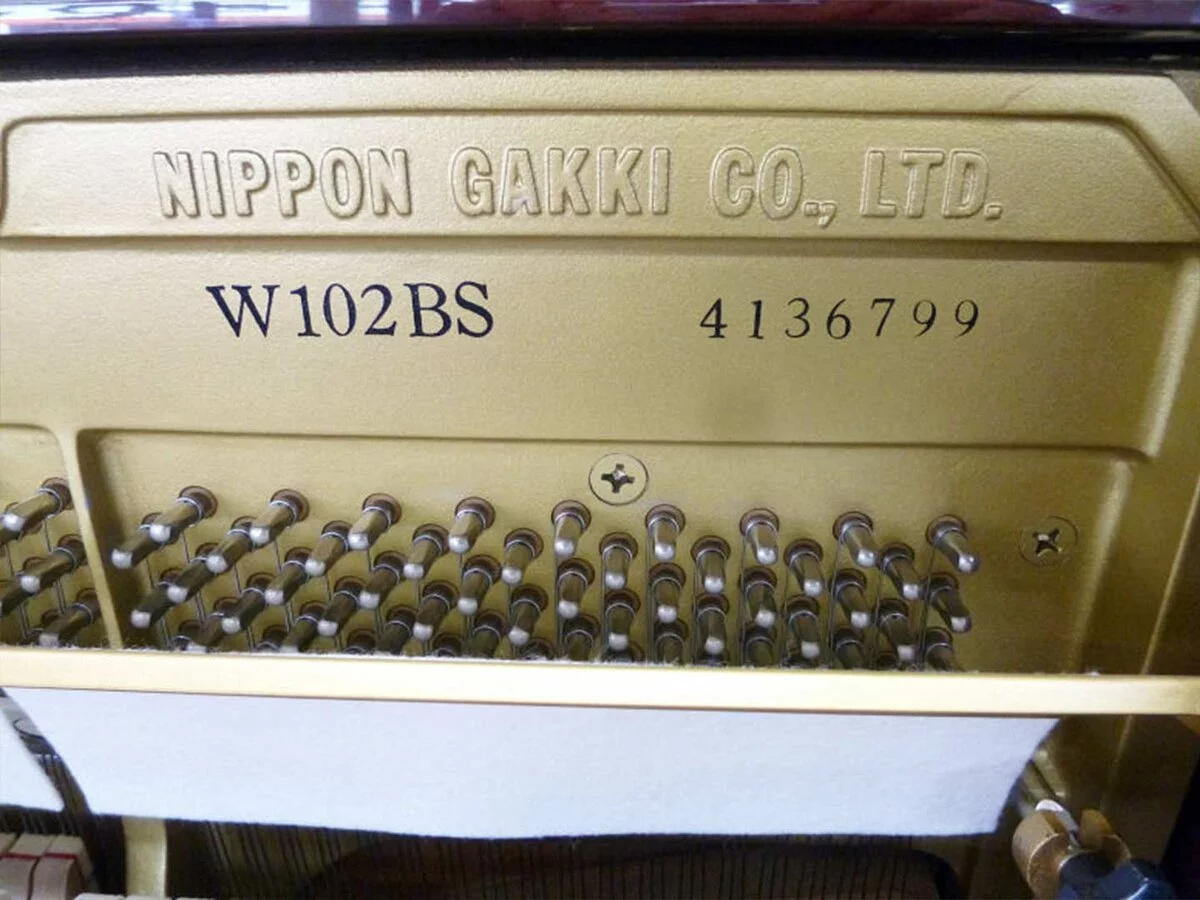 NIPPON GAKKI CO., LTD.
W102BS 4136799